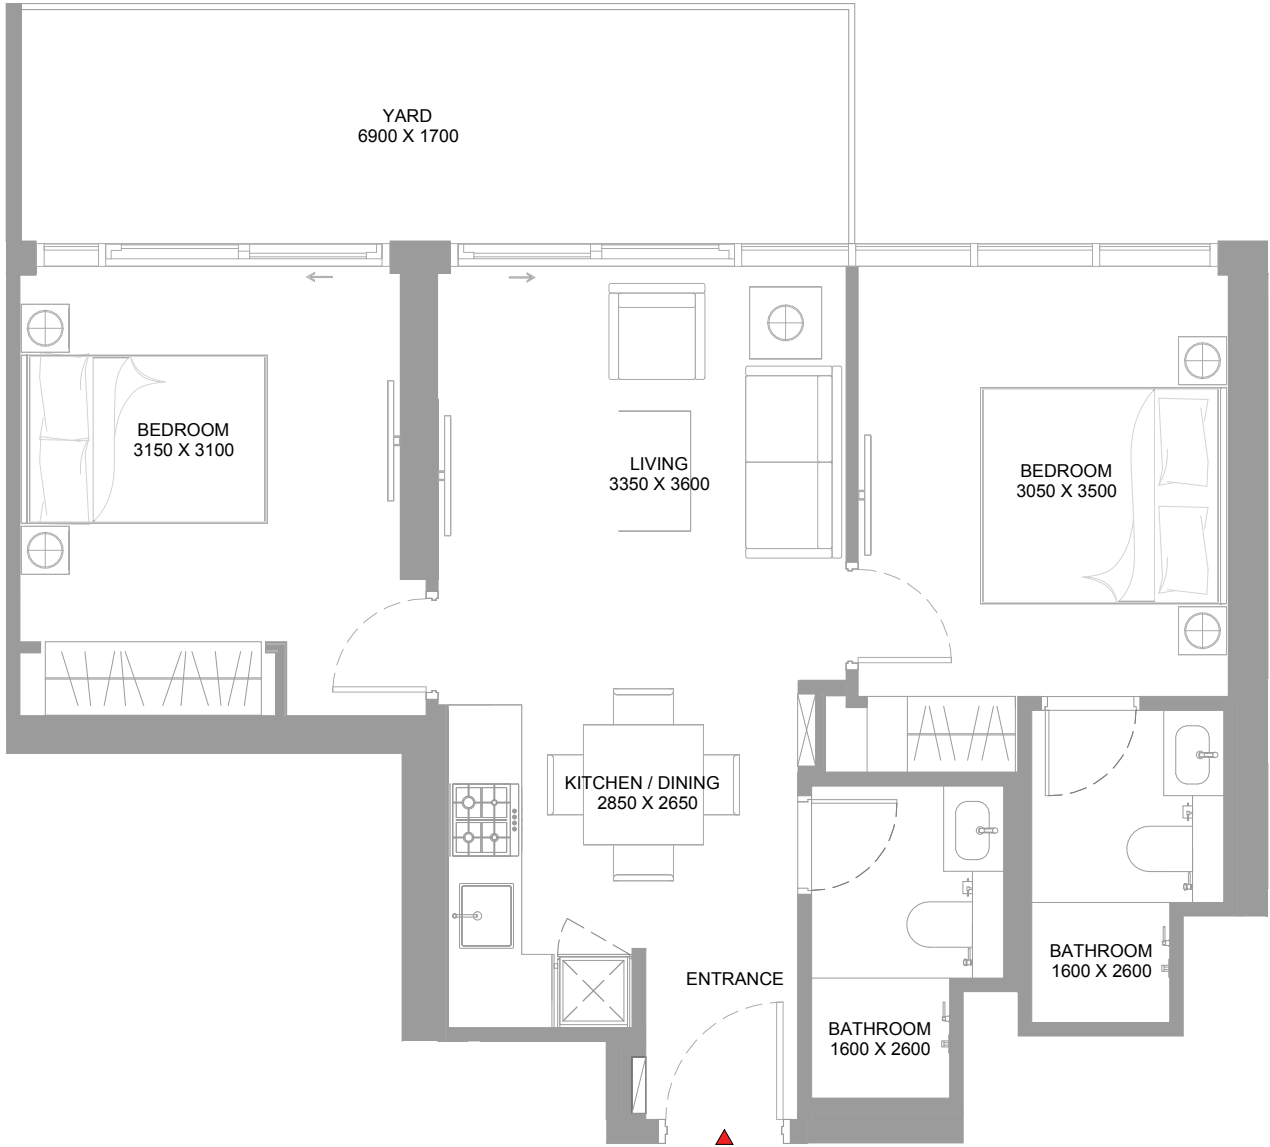 YARD
6900 X 1700
BEDROOM
3150 X 3100
LIVING
3350 X 3600
BEDROOM
3050 X 3500
KITCHEN / DINING
2850 X 2650
ENTRANCE
BATHROOM
1600 X 2600
BATHROOM
1600 X 2600